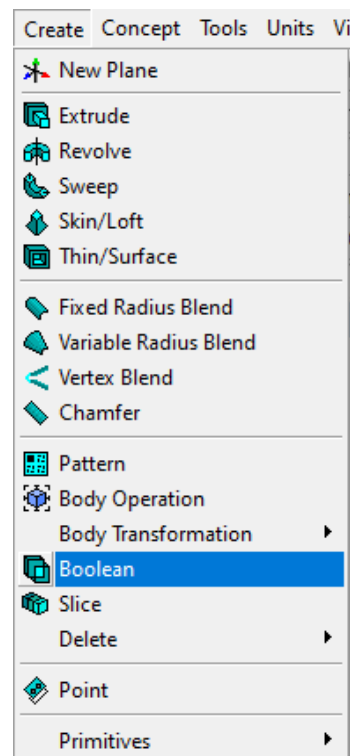 Create Concept Tools Units Vi
New Plane
Extrude
Revolve
Sweep
Skin/Loft
Thin/Surface
Fixed Radius Blend
Variable Radius Blend
Vertex Blend
Chamfer
Pattern
Body Operation
Body Transformation
Boolean
Slice
Delete
Point
Primitives